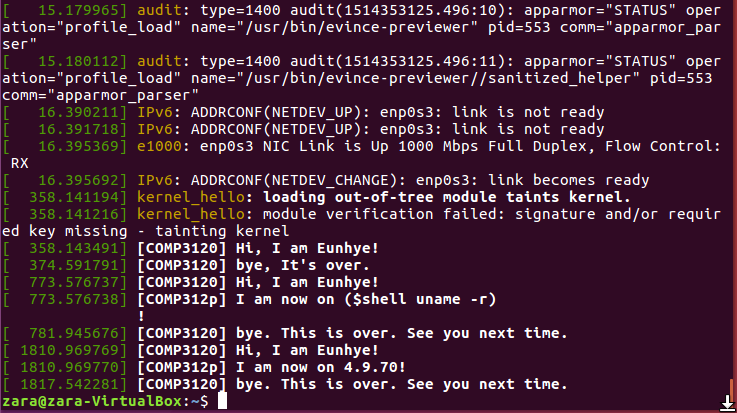 [   15.179965] audit: type=1400 audit(1514353125.496:10): apparmor="STATUS" oper
ation="profile_load" name="/usr/bin/evince-previewer" pid=553 comm="apparmor_par
ser"
[   15.189965] audit: type=1400 audit(1514353125.496:11): apparmor="STATUS" oper
ation="profile_load" name="/usr/bin/evince-previewer//sanitized_helper" pid=553
comm="apparmor_parser"
[   16.390211] IPv6: ADDRCONF(NETDEV_UP): enp0s3: link is not ready
[   16.391718] IPv6: ADDRCONF(NETDEV_UP): enp0s3: link is not ready
[   16.395369] e1000: enp0s3 NIC Link is Up 1000 Mbps Full Duplex, Flow Control:
 RX
[   16.395692] IPv6: ADDRCONF(NETDEV_CHANGE): enp0s3: link becomes ready
[  358.141194] kernel_hello: loading out-of-tree module taints kernel.
[  358.141216] kernel_hello: module verification failed: signature and/or requir
ed key missing - tainting kernel
[  358.143491] [COMP3120] Hi, I am Eunhye!
[  374.591791] [COMP3120] bye, It's over.
[  773.576737] [COMP3120] Hi, I am Eunhye!
[  773.576738] [COMP312p] I am now on ($shell uname -r)
!
[  781.945676] [COMP3120] bye. This is over. See you next time.
[ 1810.969769] [COMP3120] Hi, I am Eunhye!
[ 1810.969770] [COMP312p] I am now on 4.9.70!
[ 1817.542281] [COMP3120] bye. This is over. See you next time.
zara@zara-VirtualBox:~$